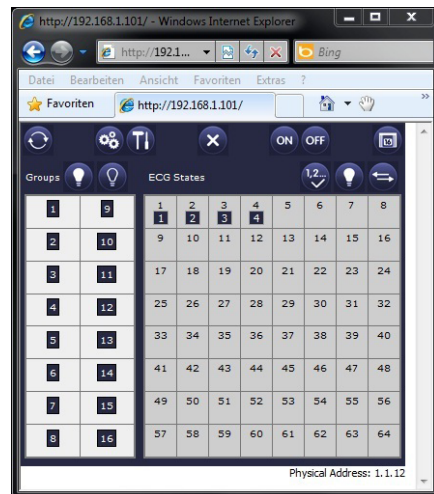 http://192.168.1.101/ - Windows Internet Explorer
http://192.1... Bing
Datei Bearbeiten Ansicht Favoriten Extras ?
Favoriten http://192.168.1.101/ »
ON OFF 15
Groups ECG States 1,2...
1 9 1 2 3 4 5 6 7 8
1 2 3 4
2 10 9 10 11 12 13 14 15 16
3 11 17 18 19 20 21 22 23 24
4 12 25 26 27 28 29 30 31 32
5 13 33 34 35 36 37 38 39 40
6 14 41 42 43 44 45 46 47 48
7 15 49 50 51 52 53 54 55 56
8 16 57 58 59 60 61 62 63 64
Physical Address: 1.1.12